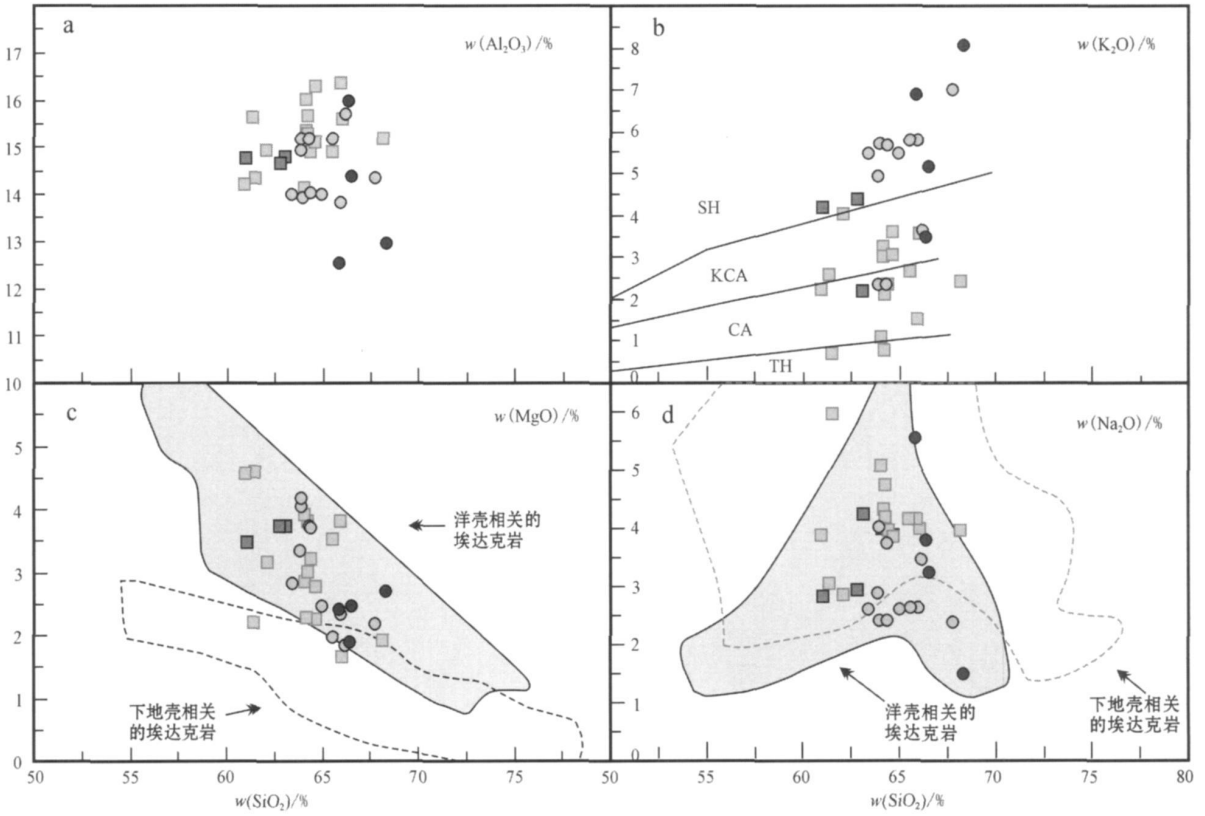 a
w(Al₂O₃)/%
17
16
15
14
13
12
11
b
w(K₂O)/%
8
7
6
5
4
3
2
1
0
SH
KCA
CA
TH
c
w(MgO)/%
10
5
4
3
2
1
0
洋壳相关的
埃达克岩
下地壳相关
的埃达克岩
50
60
65
70
75
50
w(SiO₂)/%
d
w(Na₂O)/%
6
5
4
3
2
1
0
洋壳相关的
埃达克岩
下地壳相关
的埃达克岩
55
60
65
70
75
80
w(SiO₂)/%